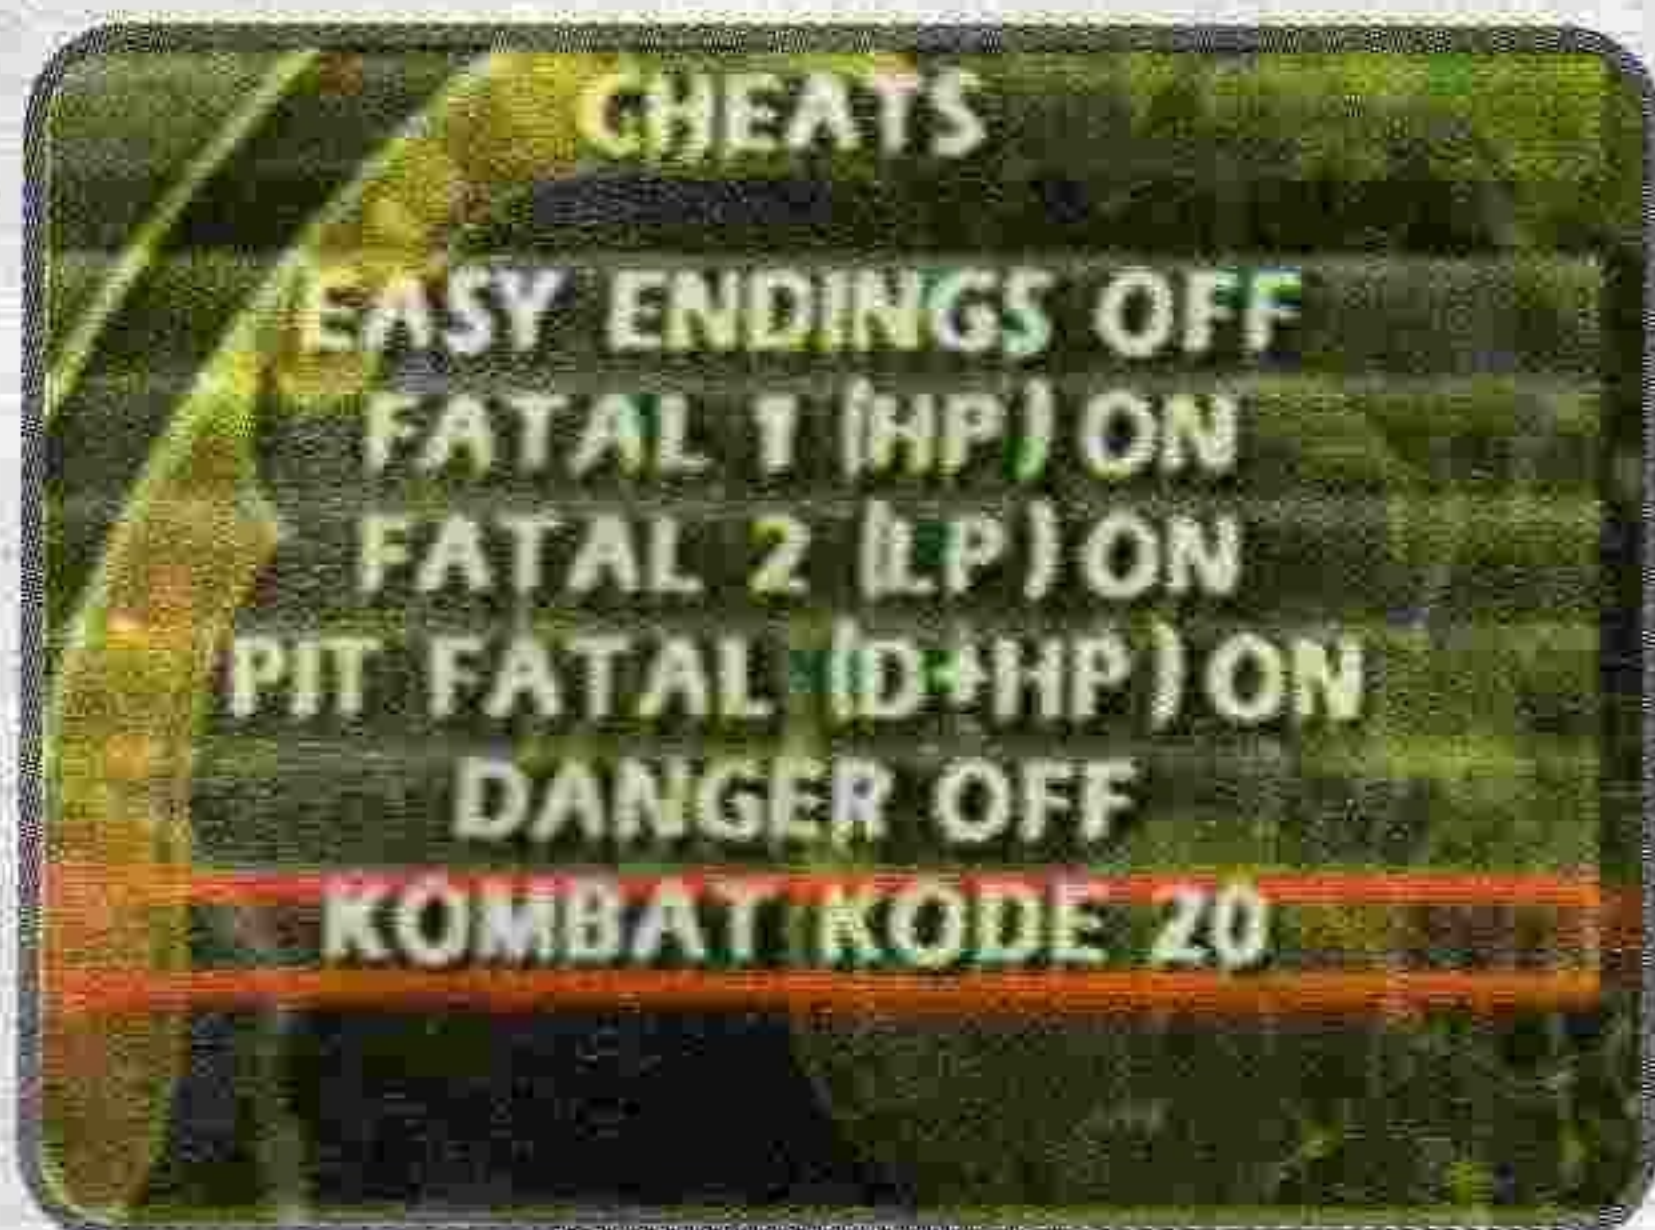 CHEATS
EASY ENDINGS OFF
FATAL 1 (HP) ON
FATAL 2 (LP) ON
PIT FATAL (D+HP) ON
DANGER OFF
KOMBAT KODE 20